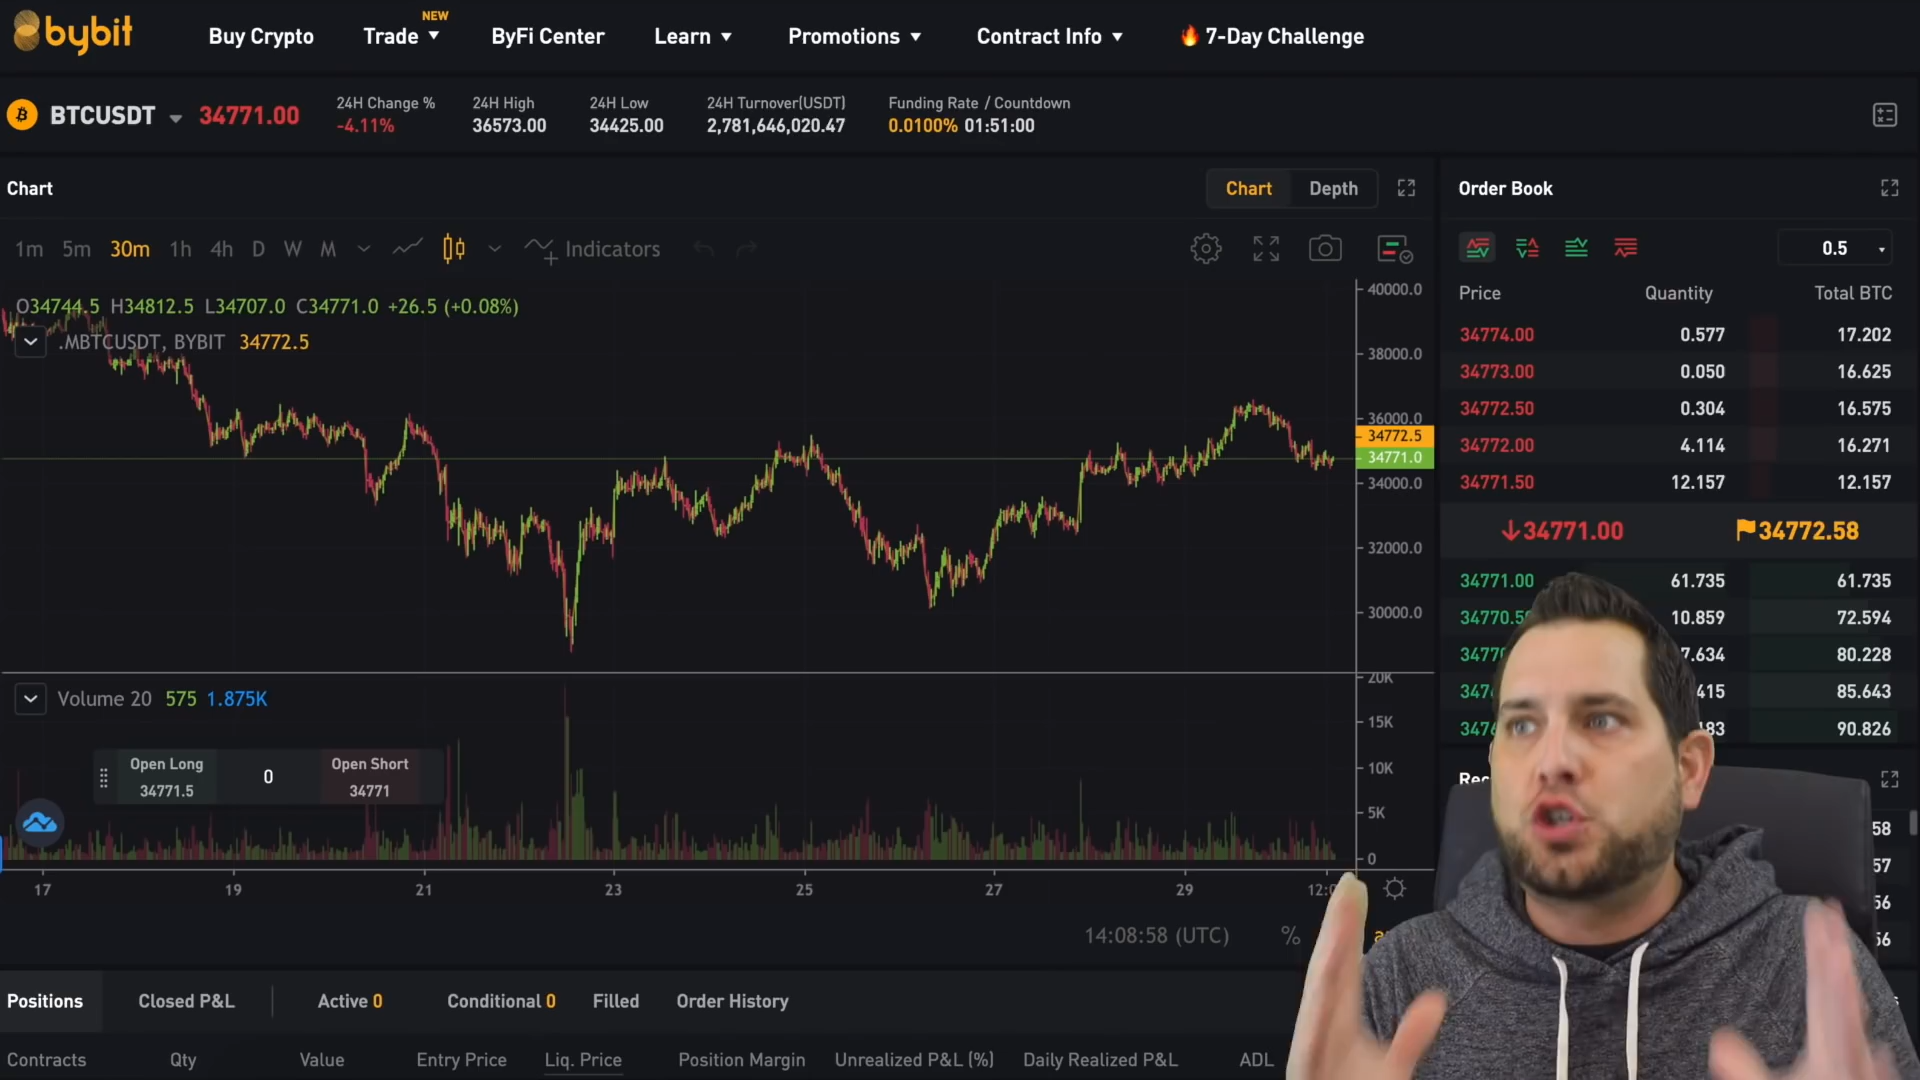 bybit Buy Crypto Trade NEW ByFi Center Learn Promotions Contract Info 7-Day Challenge
BTCUSDT 34771.00
24H Change % 24H High 24H Low 24H Turnover(USDT) Funding Rate / Countdown
-4.11% 36573.00 34425.00 2,781,646,020.47 0.0100% 01:51:00
Chart Chart Depth
1m 5m 30m 1h 4h D W M Indicators
O34744.5 H34812.5 L34707.0 C34771.0 +26.5 (+0.08%)
.MBTCUSDT, BYBIT 34772.5
40000.0
38000.0
36000.0
34772.5
34771.0
34000.0
32000.0
30000.0
20K
Volume 20 575 1.875K
15K
10K
5K
0
Open Long 0 Open Short
34771.5 34771
17 19 21 23 25 27 29
14:08:58 (UTC) %
Order Book
0.5
Price Quantity Total BTC
34774.00 0.577 17.202
34773.00 0.050 16.625
34772.50 0.304 16.575
34772.00 4.114 16.271
34771.50 12.157 12.157
34771.00 34772.58
34771.00 61.735 61.735
34770.50 10.859 72.594
80.228
85.643
90.826
Positions Closed P&L Active 0 Conditional 0 Filled Order History
Contracts Qty Value Entry Price Liq. Price Position Margin Unrealized P&L (%) Daily Realized P&L ADL